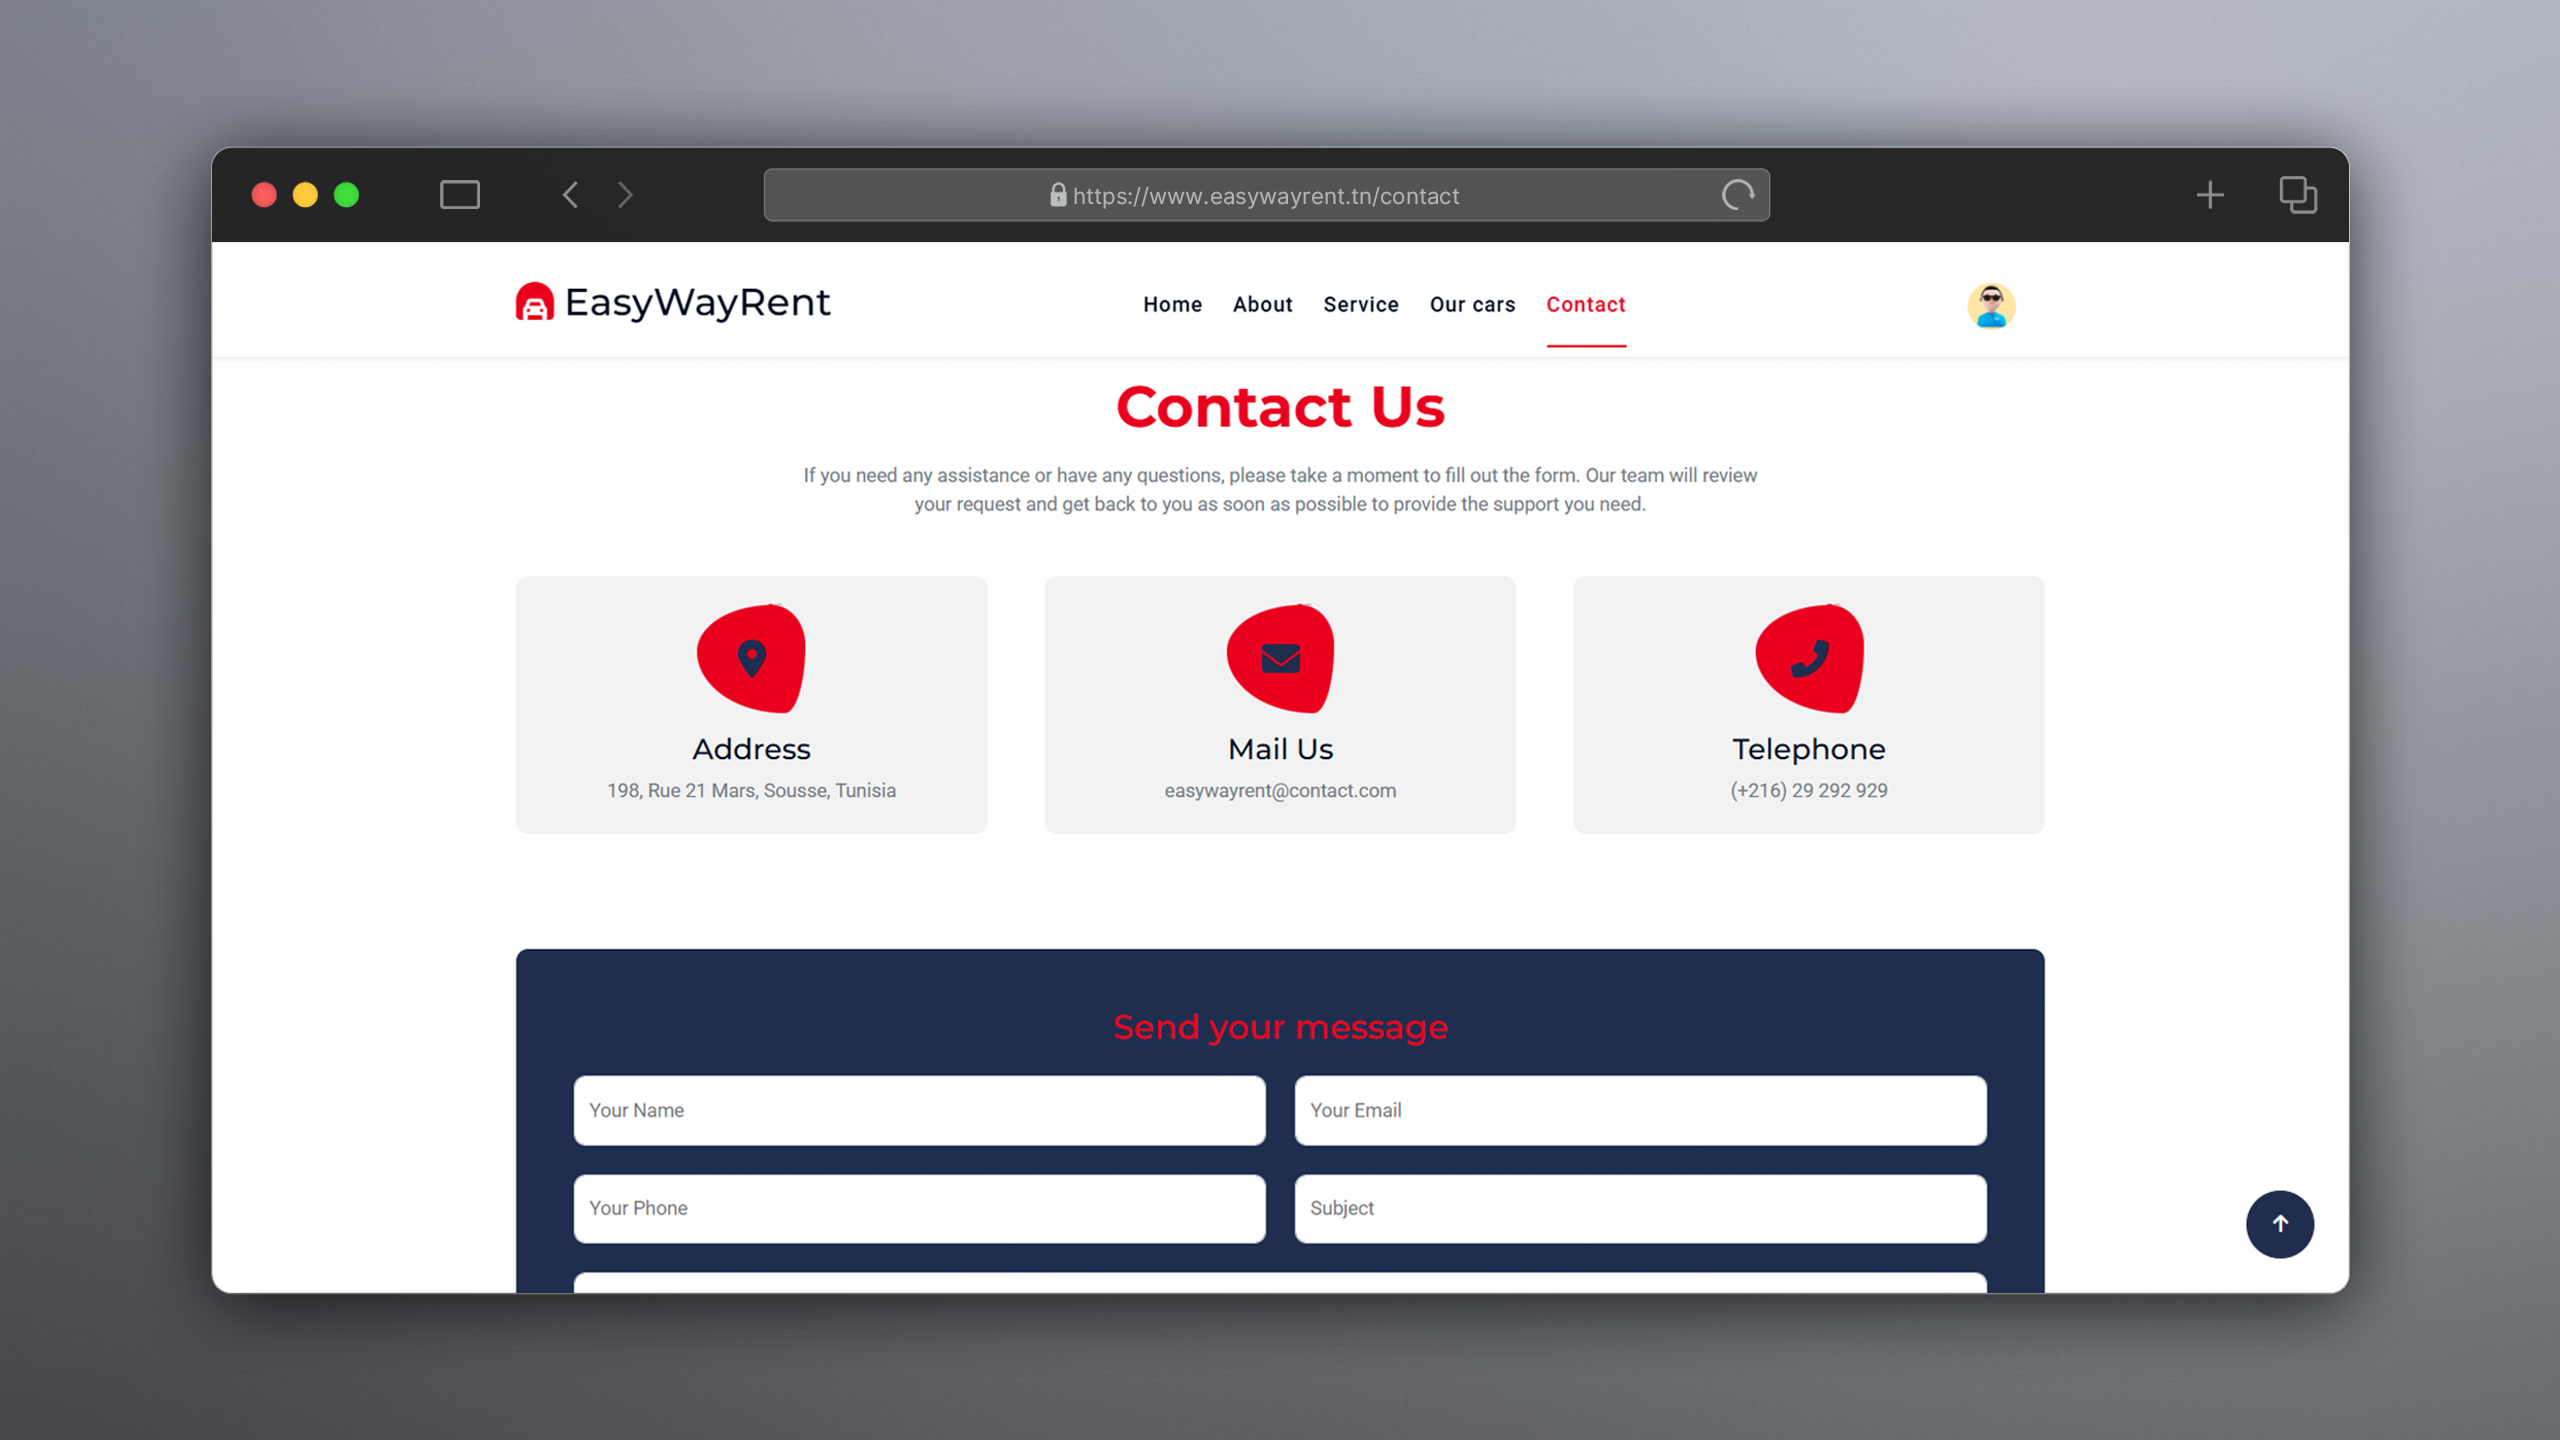 https://www.easywayrent.tn/contact
EasyWayRent
Home About Service Our cars Contact
Contact Us
If you need any assistance or have any questions, please take a moment to fill out the form. Our team will review
your request and get back to you as soon as possible to provide the support you need.
Address
198, Rue 21 Mars, Sousse, Tunisia
Mail Us
easywayrent@contact.com
Telephone
(+216) 29 292 929
Send your message
Your Name
Your Email
Your Phone
Subject